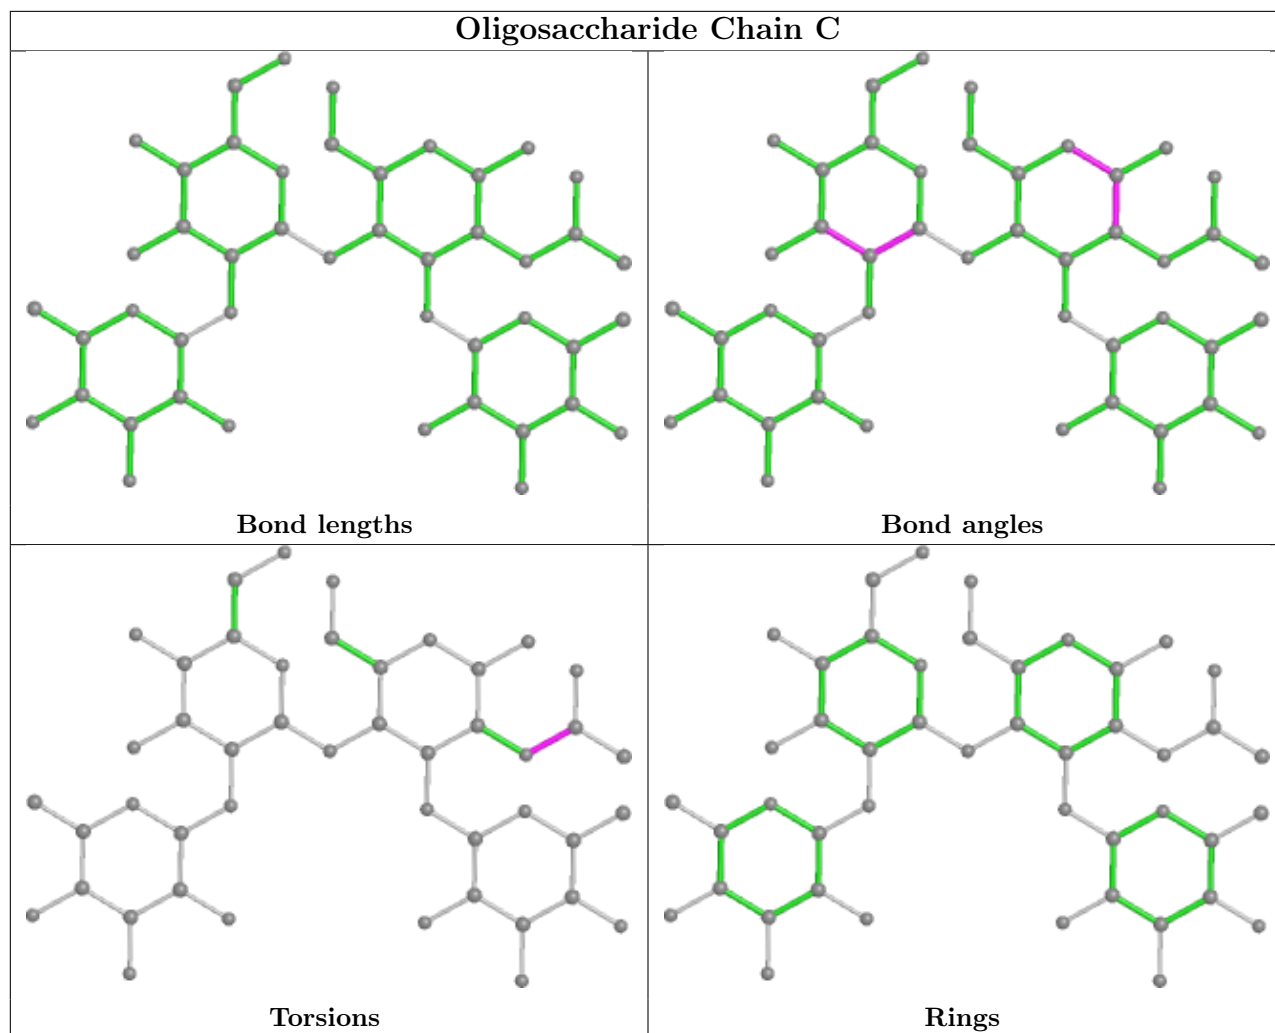 Oligosaccharide Chain C
Bond lengths
Bond angles
Torsions
Rings